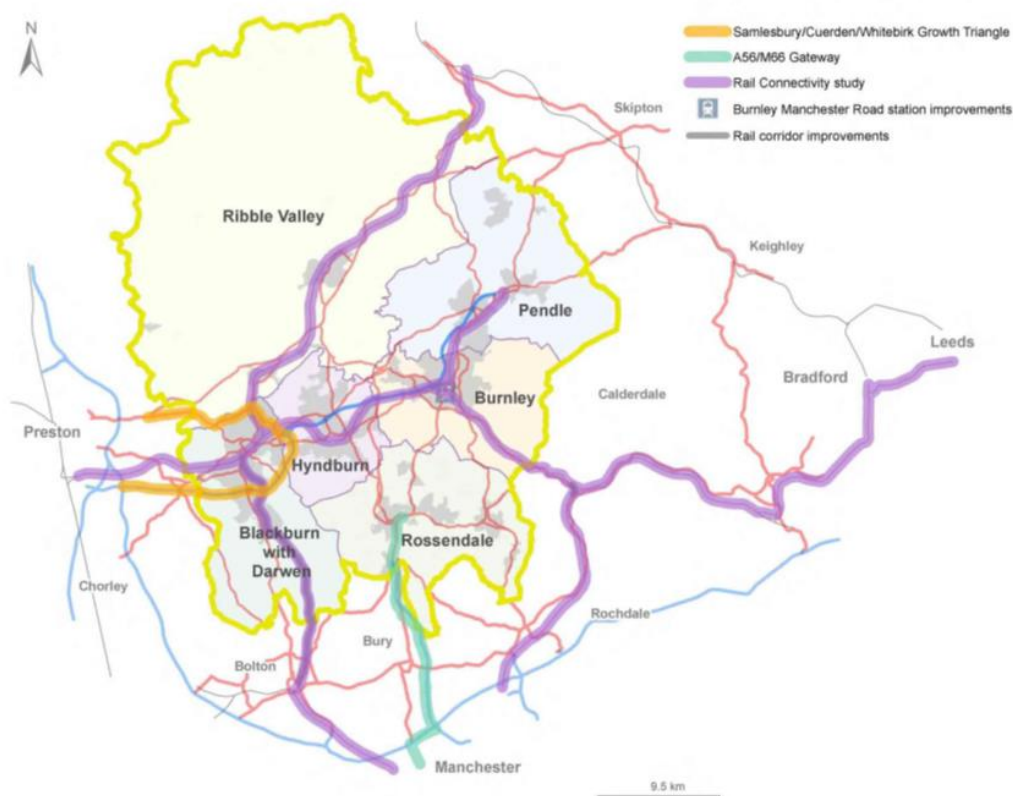 N
Samlesbury/Cuerden/Whitebirk Growth Triangle
A56/M66 Gateway
Rail Connectivity study
Burnley Manchester Road station improvements
Rail corridor improvements
Skipton
Ribble Valley
Keighley
Pendle
Leeds
Bradford
Calderdale
Burnley
Preston
Hyndburn
Blackburn
with
Darwen
Rossendale
Chorley
Rochdale
Bury
Bolton
Manchester
9.5 km